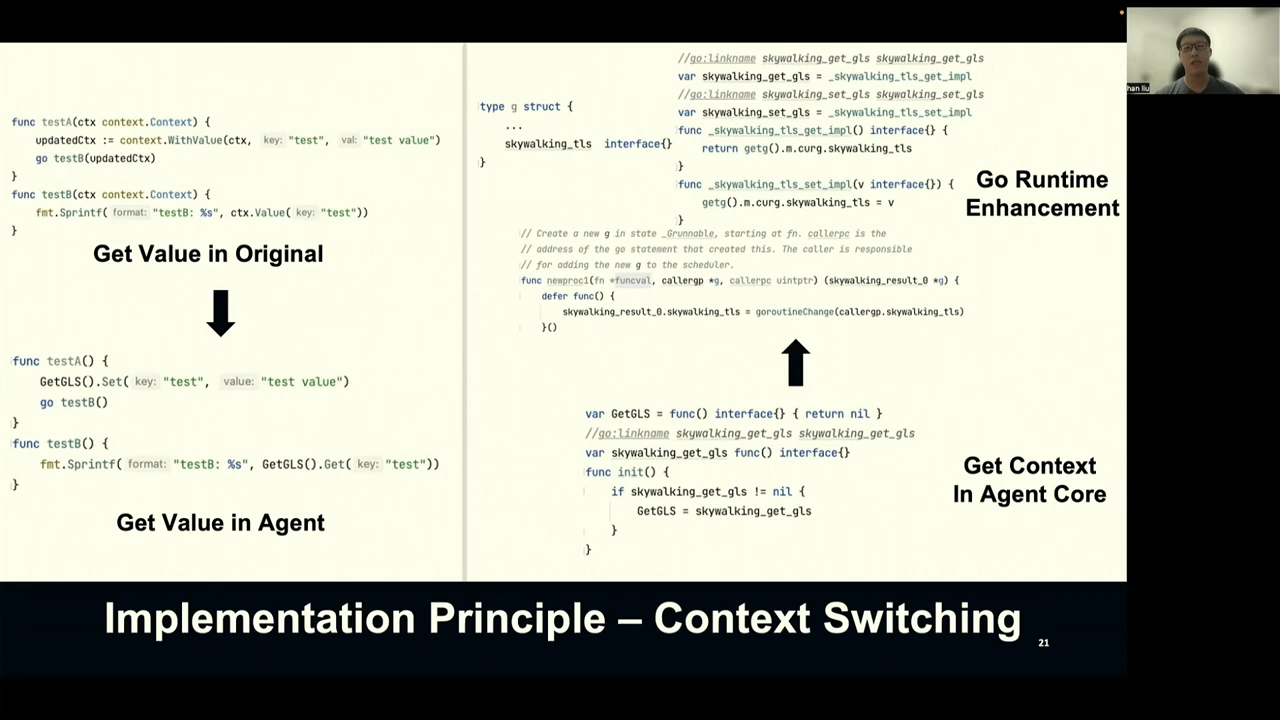 func testA(ctx context.Context) {
updatedCtx := context.WithValue(ctx, key: "test", val: "test value")
go testB(updatedCtx)
}
func testB(ctx context.Context) {
fmt.Sprintf( format: "testB: %s", ctx.Value( key: "test"))
}
Get Value in Original
func testA() {
GetGLS().Set( key: "test", value: "test value")
go testB()
}
func testB() {
fmt.Sprintf( format: "testB: %s", GetGLS().Get( key: "test"))
}
Get Value in Agent
type g struct {
...
skywalking_tls interface{}
}
//go:linkname skywalking_get_gls skywalking_get_gls
var skywalking_get_gls = _skywalking_tls_get_impl
//go:linkname skywalking_set_gls skywalking_set_gls
var skywalking_set_gls = _skywalking_tls_set_impl
func _skywalking_tls_get_impl() interface{} {
return getg().m.curg.skywalking_tls
}
func _skywalking_tls_set_impl(v interface{}) {
getg().m.curg.skywalking_tls = v
}
Go Runtime
Enhancement
// Create a new g in state _Grunnable, starting at fn. callerpc is the
// address of the go statement that created this. The caller is responsible
// for adding the new g to the scheduler.
func newproc1(fn *funcval, callergp *g, callerpc uintptr) (skywalking_result_0 *g) {
defer func() {
skywalking_result_0.skywalking_tls = goroutineChange(callergp.skywalking_tls)
}()
var GetGLS = func() interface{} { return nil }
//go:linkname skywalking_get_gls skywalking_get_gls
var skywalking_get_gls func() interface{}
func init() {
if skywalking_get_gls != nil {
GetGLS = skywalking_get_gls
}
}
Get Context
In Agent Core
Implementation Principle – Context Switching
21
han liu